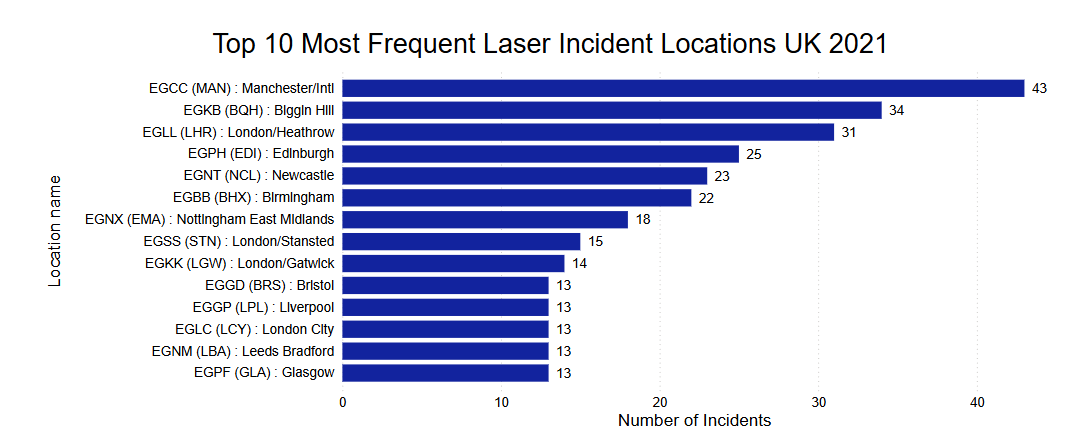 Top 10 Most Frequent Laser Incident Locations UK 2021
Location name
EGCC (MAN) : Manchester/Intl 43
EGKB (BQH) : Biggin Hill 34
EGLL (LHR) : London/Heathrow 31
EGPH (EDI) : Edinburgh 25
EGNT (NCL) : Newcastle 23
EGBB (BHX) : Birmingham 22
EGNX (EMA) : Nottingham East Midlands 18
EGSS (STN) : London/Stansted 15
EGKK (LGW) : London/Gatwick 14
EGGD (BRS) : Bristol 13
EGGP (LPL) : Liverpool 13
EGLC (LCY) : London City 13
EGNM (LBA) : Leeds Bradford 13
EGPF (GLA) : Glasgow 13
0 10 20 30 40
Number of Incidents